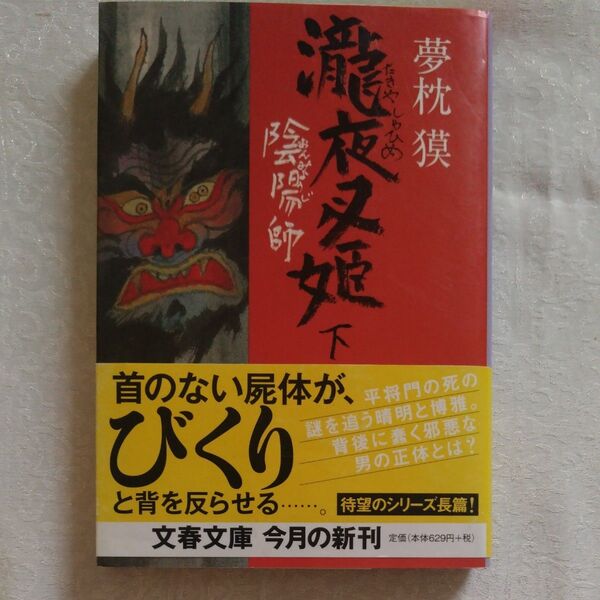 夢枕獏
陰陽師
おんみょうじ
瀧夜叉姫
たきやしゃひめ
下
首のない屍体が、
びくり
と背を反らせる……。
平将門の死の
謎を追う晴明と博雅。
背後に蠢く邪悪な
男の正体とは?
待望のシリーズ長篇!
文春文庫 今月の新刊
定価(本体629円+税)